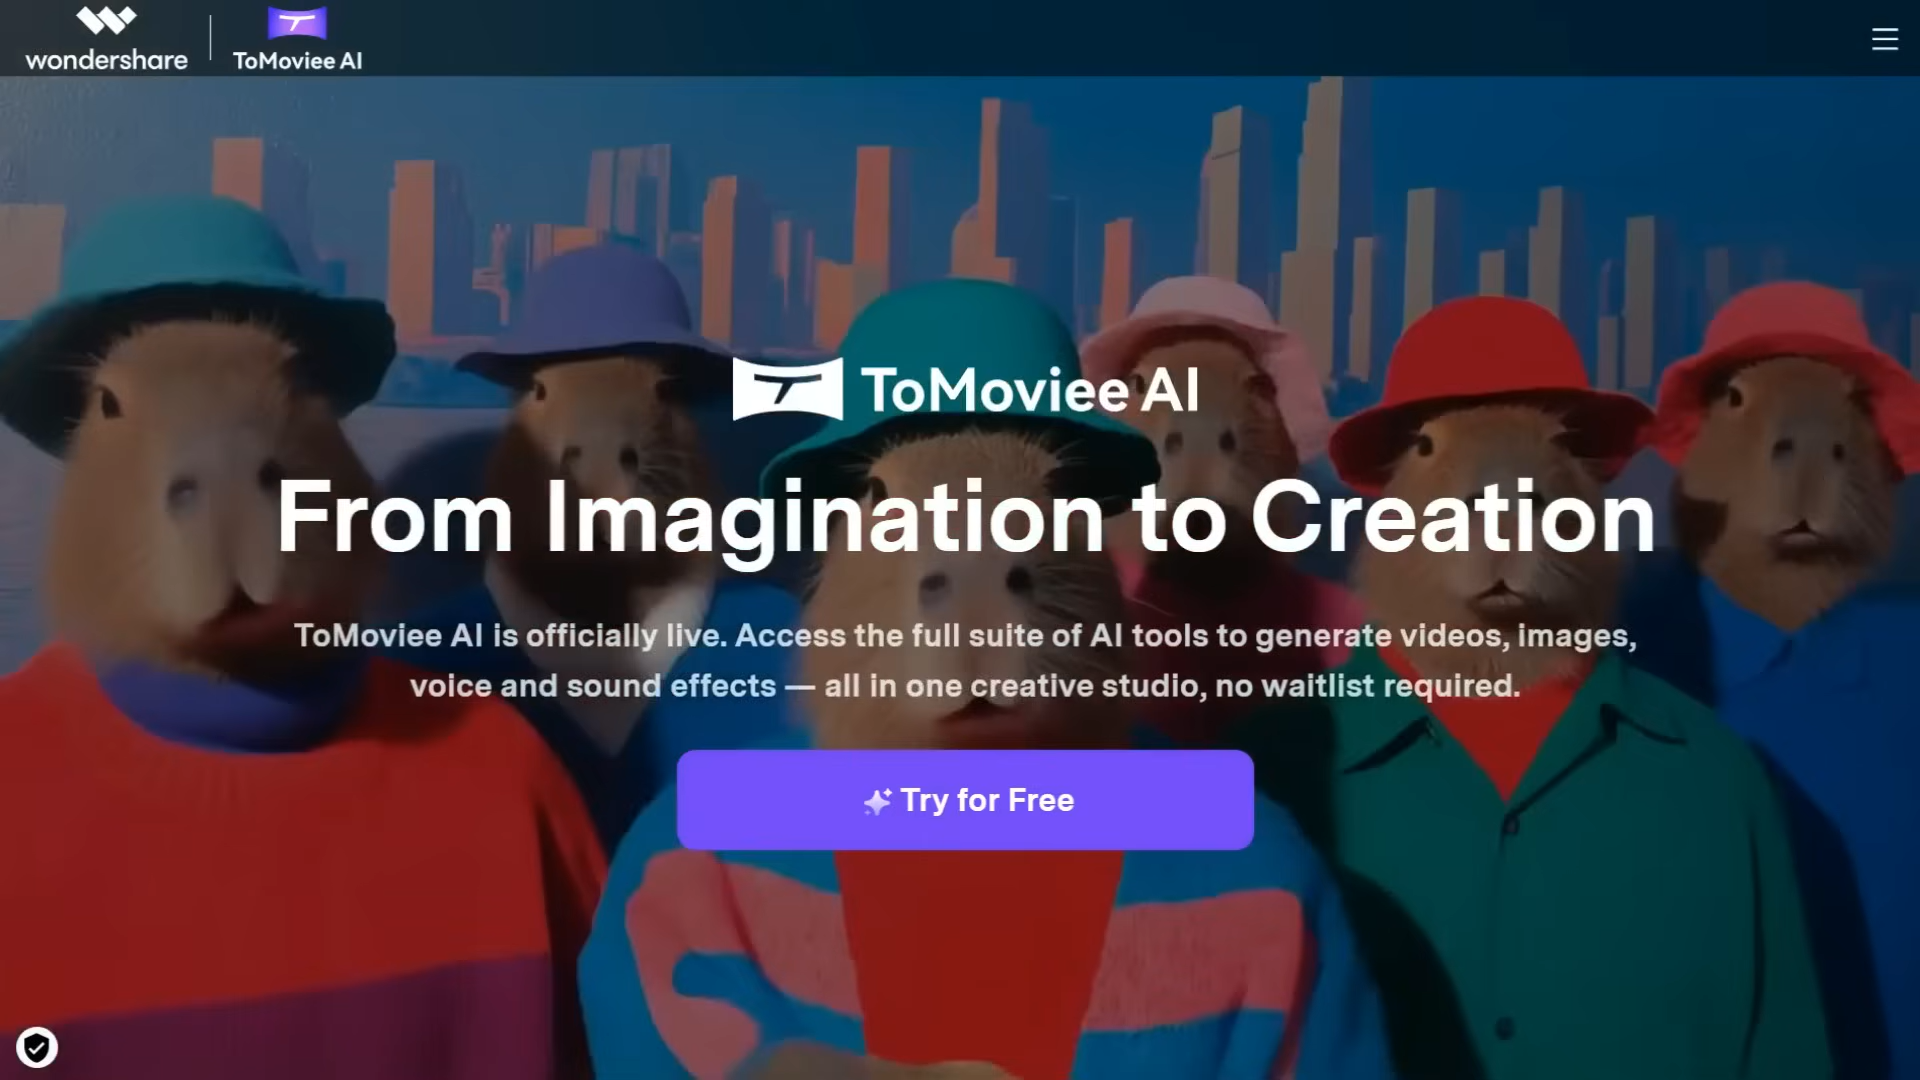 wondershare
ToMoviee AI
ToMoviee AI
From Imagination to Creation
ToMoviee AI is officially live. Access the full suite of AI tools to generate videos, images,
voice and sound effects — all in one creative studio, no waitlist required.
Try for Free